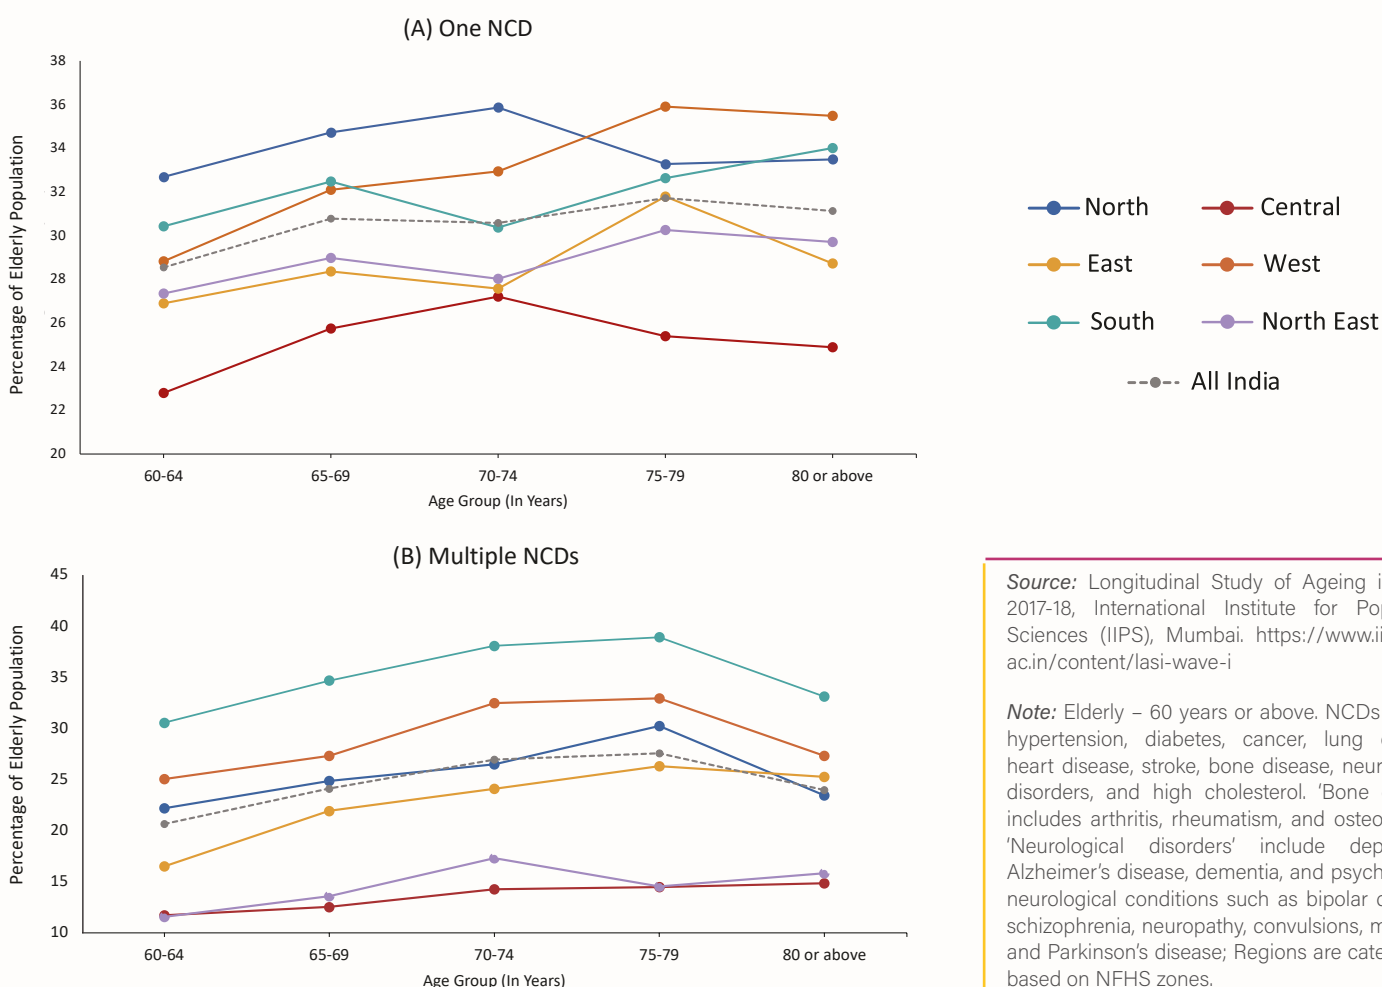 (A) One NCD
Percentage of Elderly Population
38
36
34
32
30
28
26
24
22
20
60-64
65-69
70-74
75-79
80 or above
Age Group (In Years)
North
Central
East
West
South
North East
All India
(B) Multiple NCDs
Percentage of Elderly Population
45
40
35
30
25
20
15
10
60-64
65-69
70-74
75-79
80 or above
Age Group (In Years)
Source: Longitudinal Study of Ageing
2017-18, International Institute for
Sciences (IIPS), Mumbai. https://www.
ac.in/content/lasi-wave-i
Note: Elderly – 60 years or above. NCDs
hypertension, diabetes, cancer, lung
heart disease, stroke, bone disease,
disorders, and high cholesterol. ‘Bone
includes arthritis, rheumatism, and
‘Neurological disorders’ include
Alzheimer’s disease, dementia, and
neurological conditions such as bipolar
schizophrenia, neuropathy, convulsions,
and Parkinson’s disease; Regions are
based on NFHS zones.